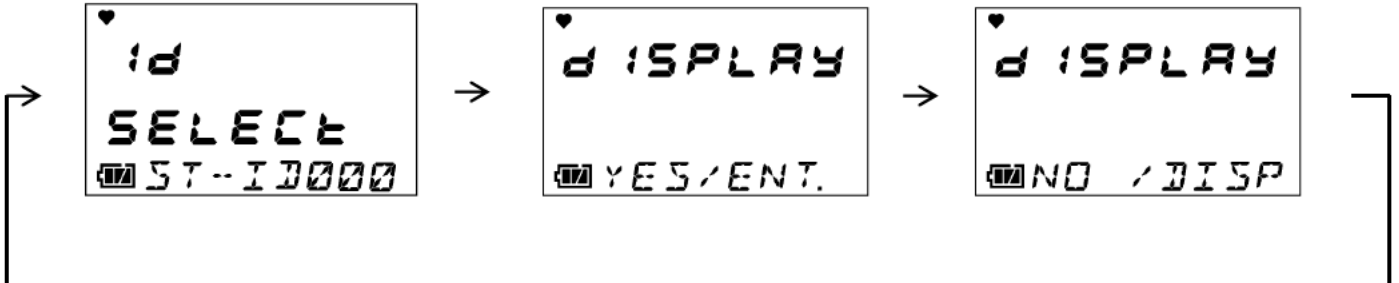 Id
SELECt
ST-ID000
dISPLAY
YES/ENT.
dISPLAY
NO /DISP